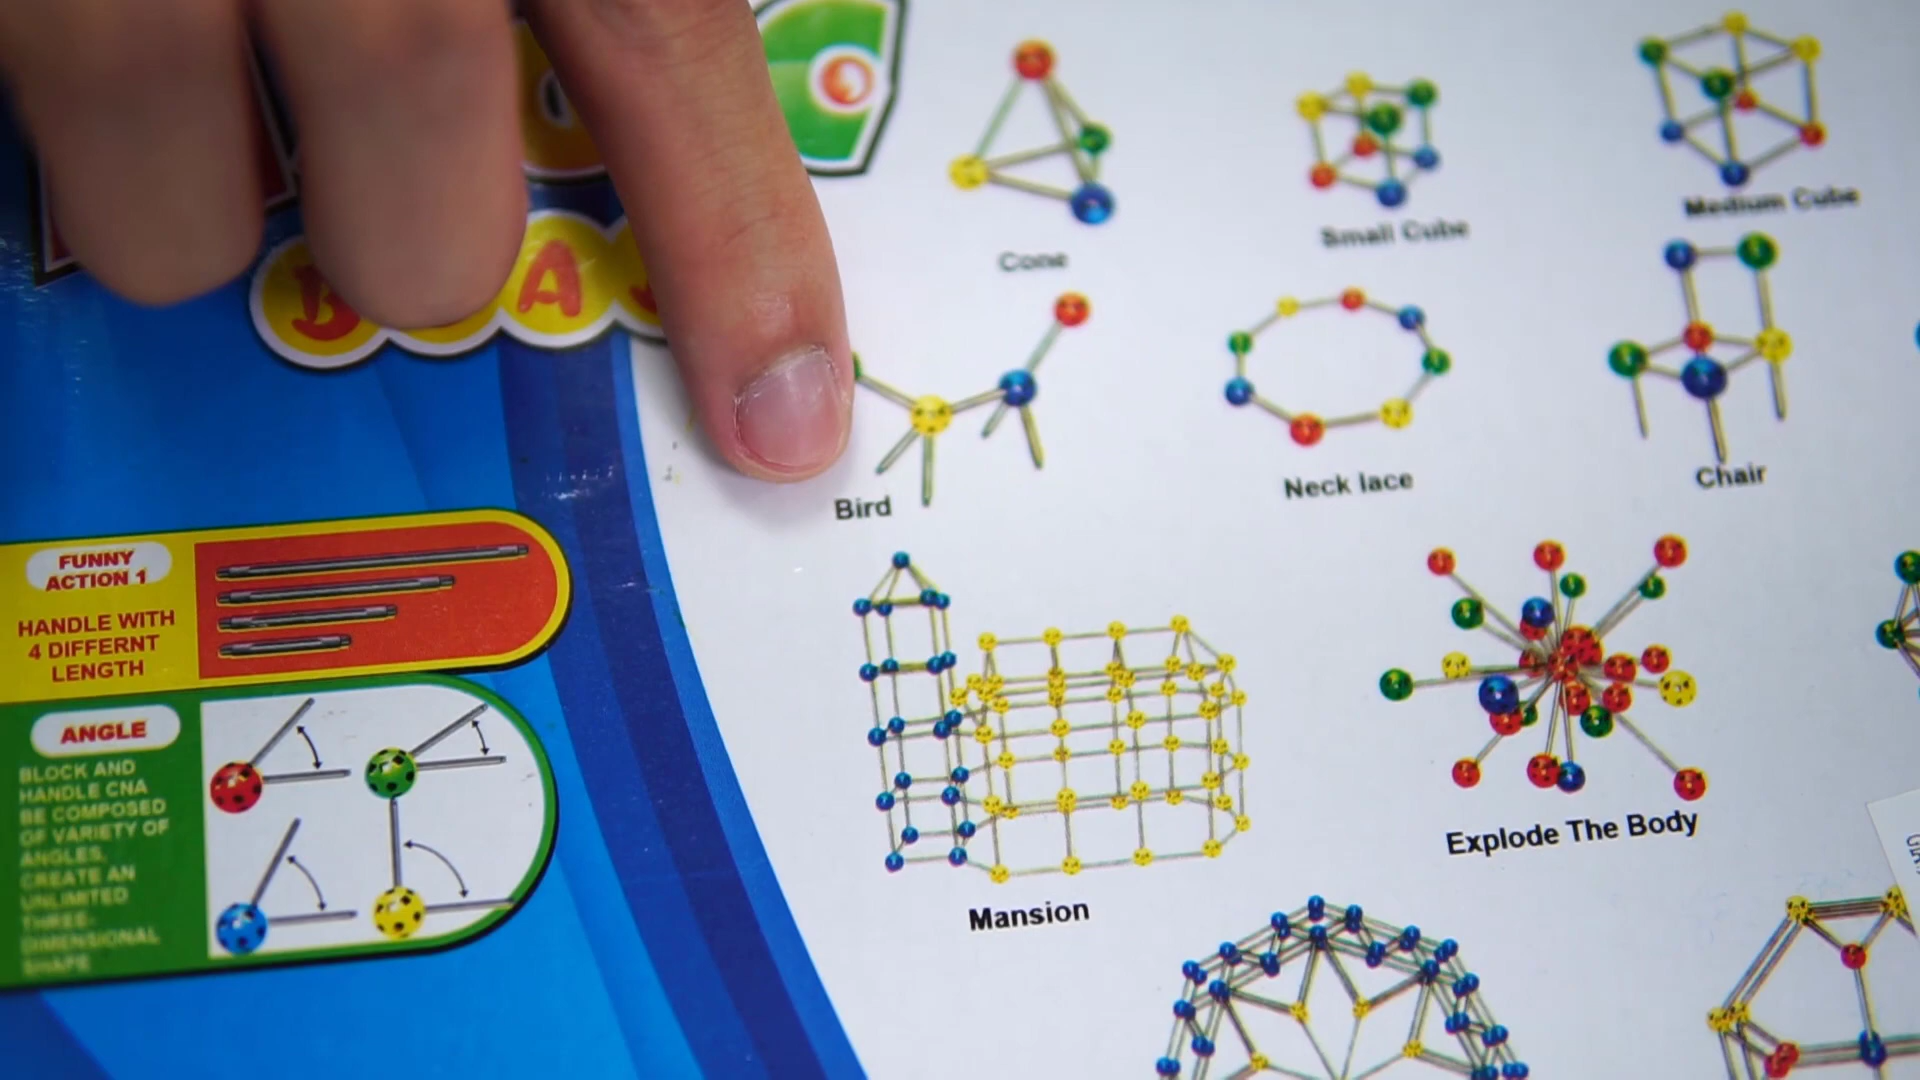 B A
Cone
Small Cube
Medium Cube
Bird
Neck lace
Chair
FUNNY
ACTION 1
HANDLE WITH
4 DIFFERNT
LENGTH
ANGLE
BLOCK AND
HANDLE CNA
BE COMPOSED
OF VARIETY OF
ANGLES.
CREATE AN
UNLIMITED
THREE-
DIMENSIONAL
SHAPE
Mansion
Explode The Body